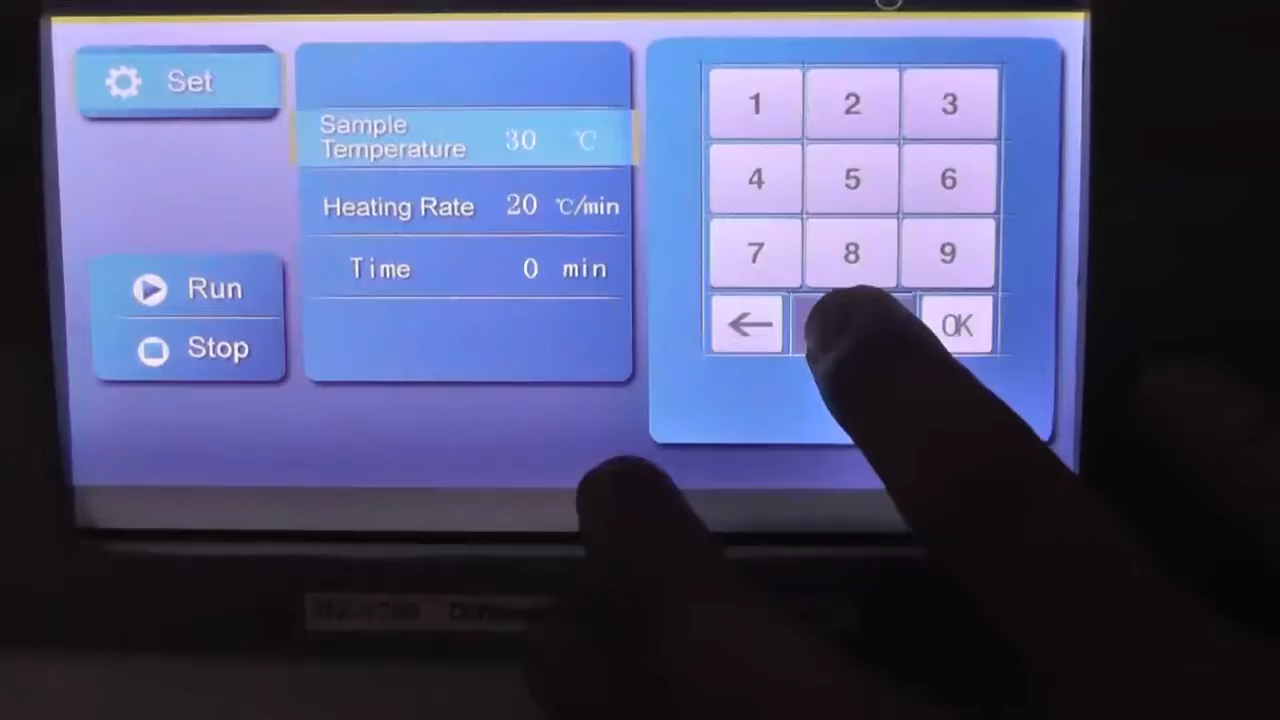 Set
Sample
Temperature 30 ℃
Heating Rate 20 ℃/min
Time 0 min
Run
Stop
1 2 3
4 5 6
7 8 9
← OK